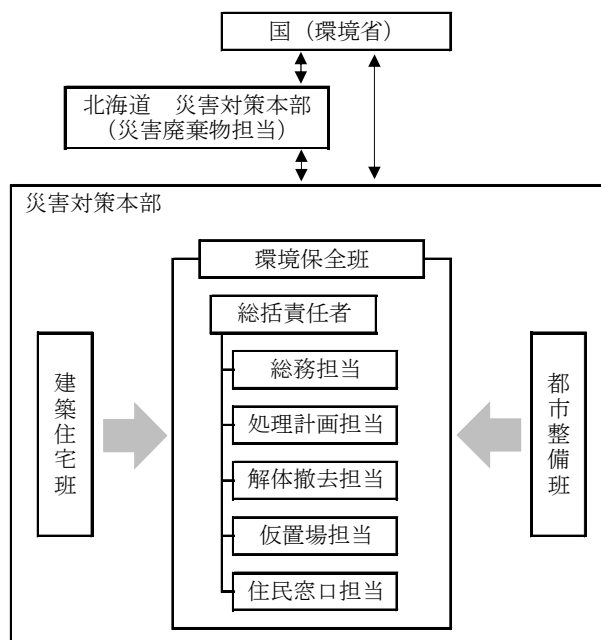 国（環境省）
北海道　災害対策本部
（災害廃棄物担当）
災害対策本部
環境保全班
総括責任者
総務担当
処理計画担当
解体撤去担当
仮置場担当
住民窓口担当
建築住宅班
都市整備班